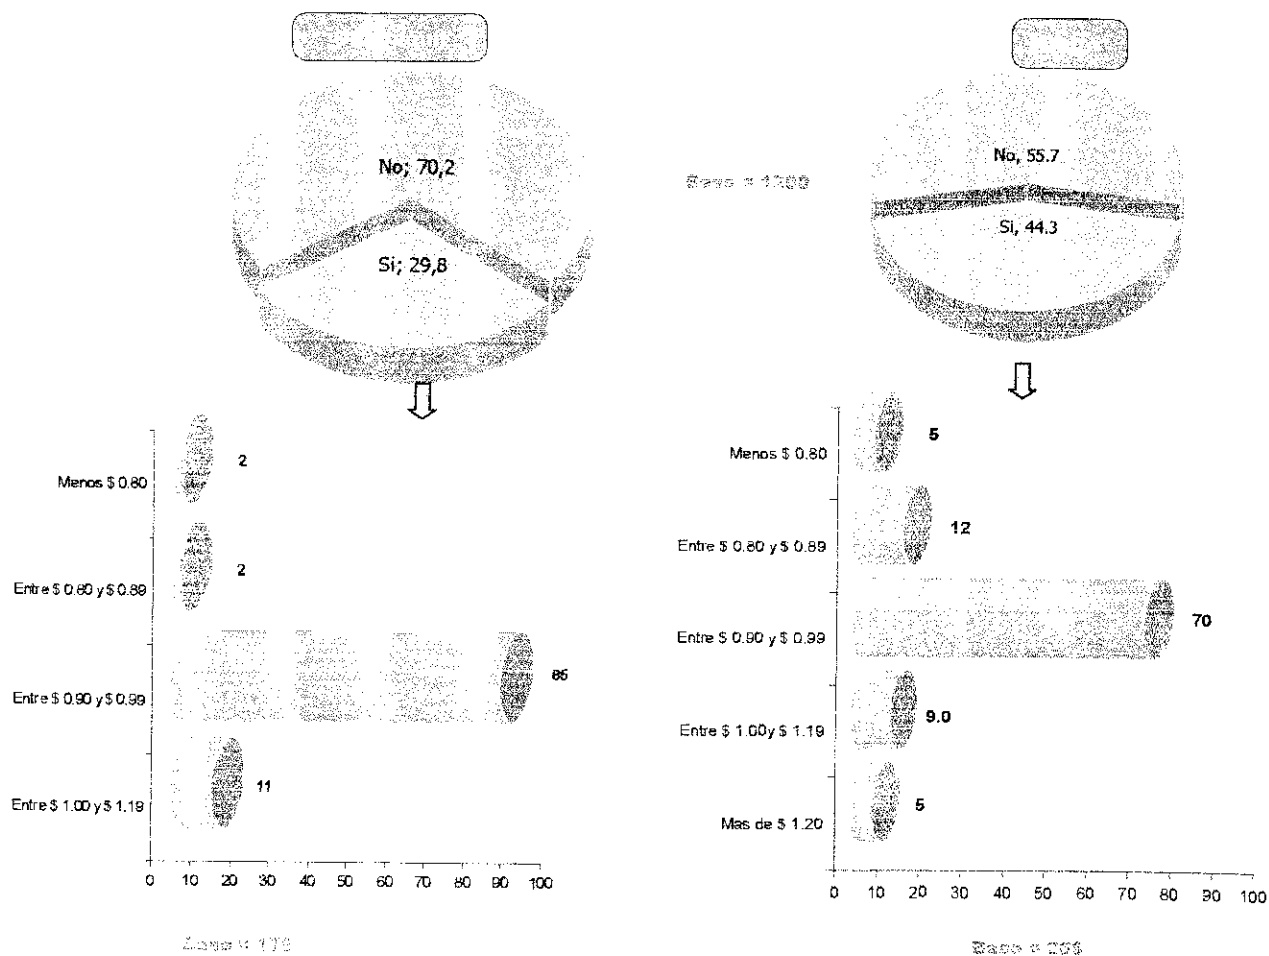 No; 70,2
Si; 29,8
Base = 1200
No, 55.7
Si, 44.3
Menos $ 0.80
2
Entre $ 0.80 y $ 0.89
2
Entre $ 0.90 y $ 0.99
85
Entre $ 1.00 y $ 1.19
11
0 10 20 30 40 50 60 70 80 90 100
Menos $ 0.80
5
Entre $ 0.80 y $ 0.89
12
Entre $ 0.90 y $ 0.99
70
Entre $ 1.00y $ 1.19
9.0
Mas de $ 1.20
5
0 10 20 30 40 50 60 70 80 90 100
Base =